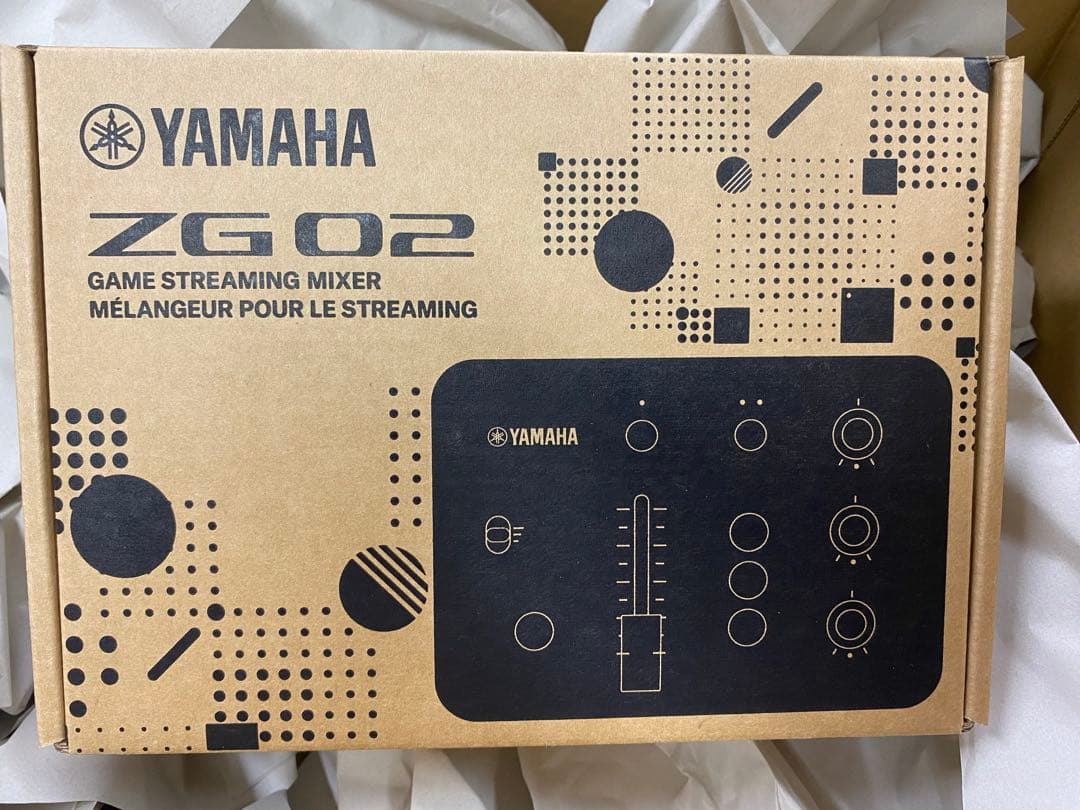 YAMAHA
ZG02
GAME STREAMING MIXER
MÉLANGEUR POUR LE STREAMING
YAMAHA